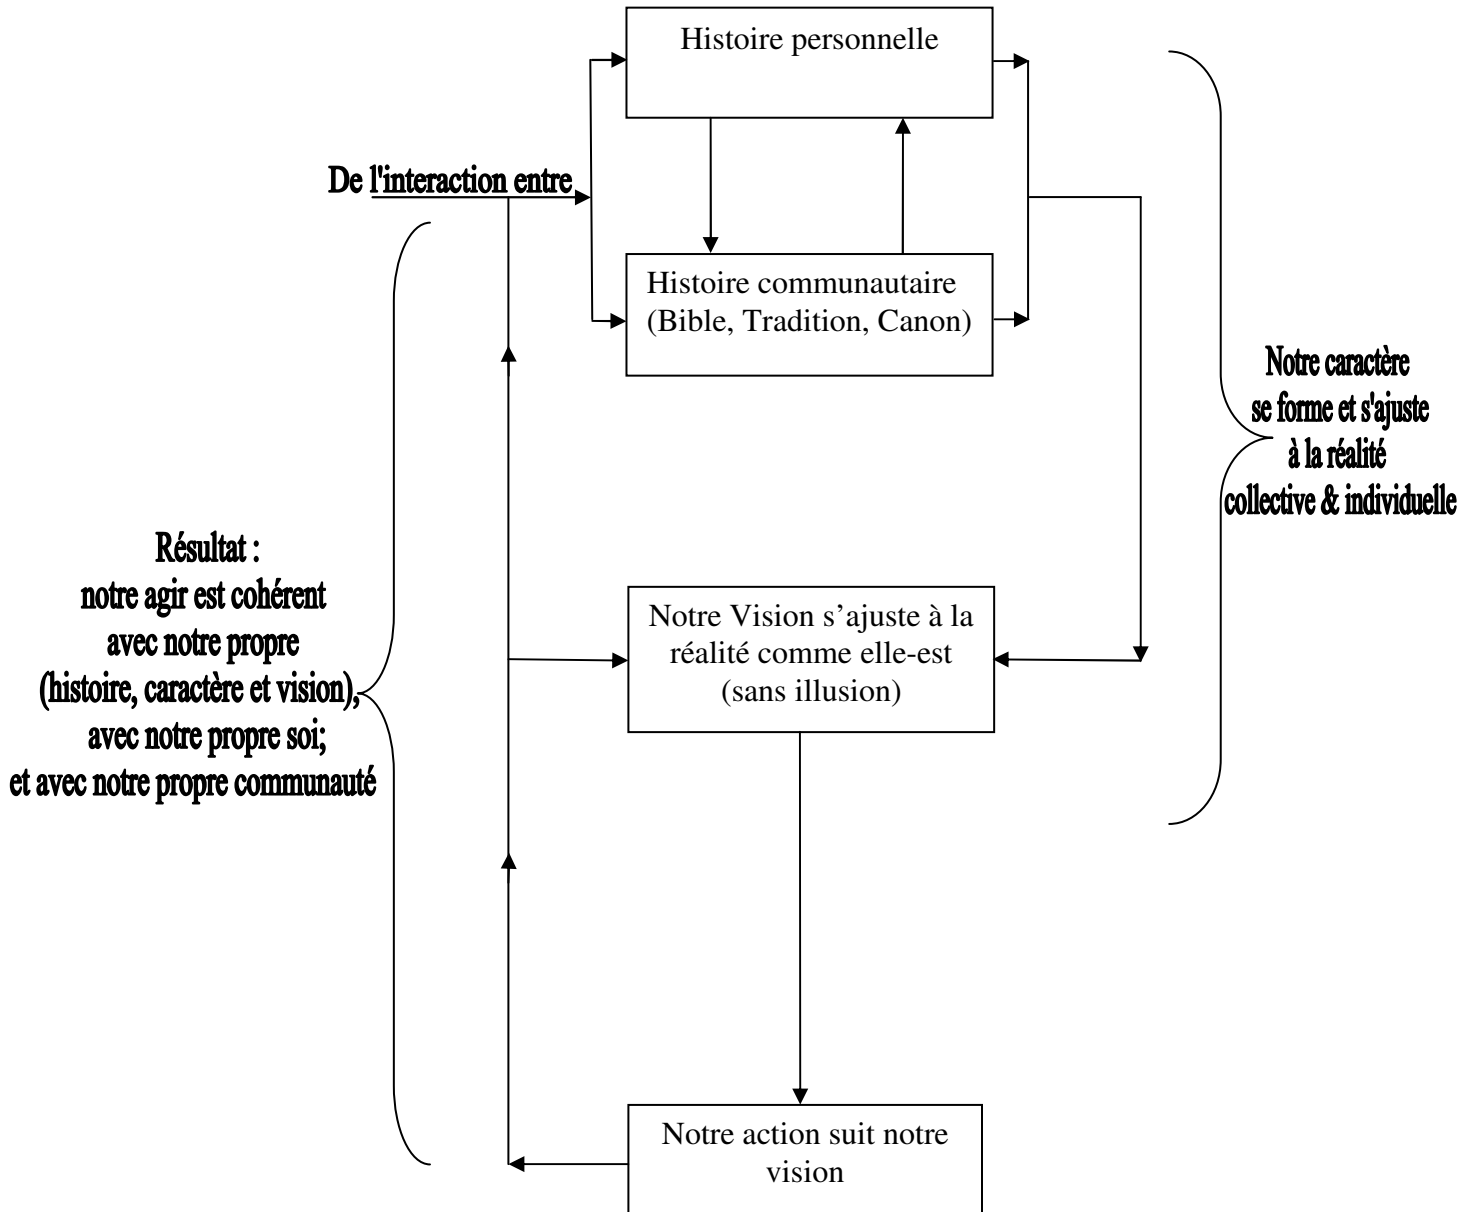 Histoire personnelle
De l'interaction entre
Histoire communautaire
(Bible, Tradition, Canon)
Notre caractère
se forme et s'ajuste
à la réalité
collective & individuelle
Résultat :
notre agir est cohérent
avec notre propre
(histoire, caractère et vision),
avec notre propre soi;
et avec notre propre communauté
Notre Vision s’ajuste à la
réalité comme elle-est
(sans illusion)
Notre action suit notre
vision